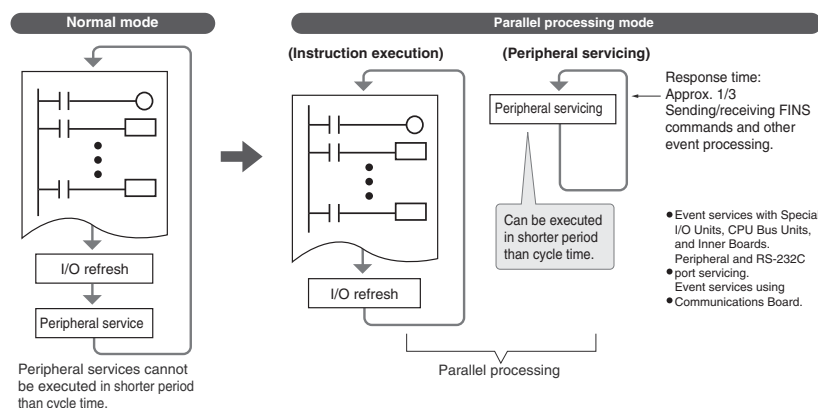 Normal mode
Parallel processing mode
(Instruction execution)
(Peripheral servicing)
Peripheral servicing
Response time:
Approx. 1/3
Sending/receiving FINS
commands and other
event processing.
Can be executed
in shorter period
than cycle time.
● Event services with Specia
I/O Units, CPU Bus Units,
and Inner Boards.
Peripheral and RS-232C
● port servicing.
Event services using
● Communications Board.
I/O refresh
Peripheral service
I/O refresh
Parallel processing
Peripheral services cannot
be executed in shorter period
than cycle time.